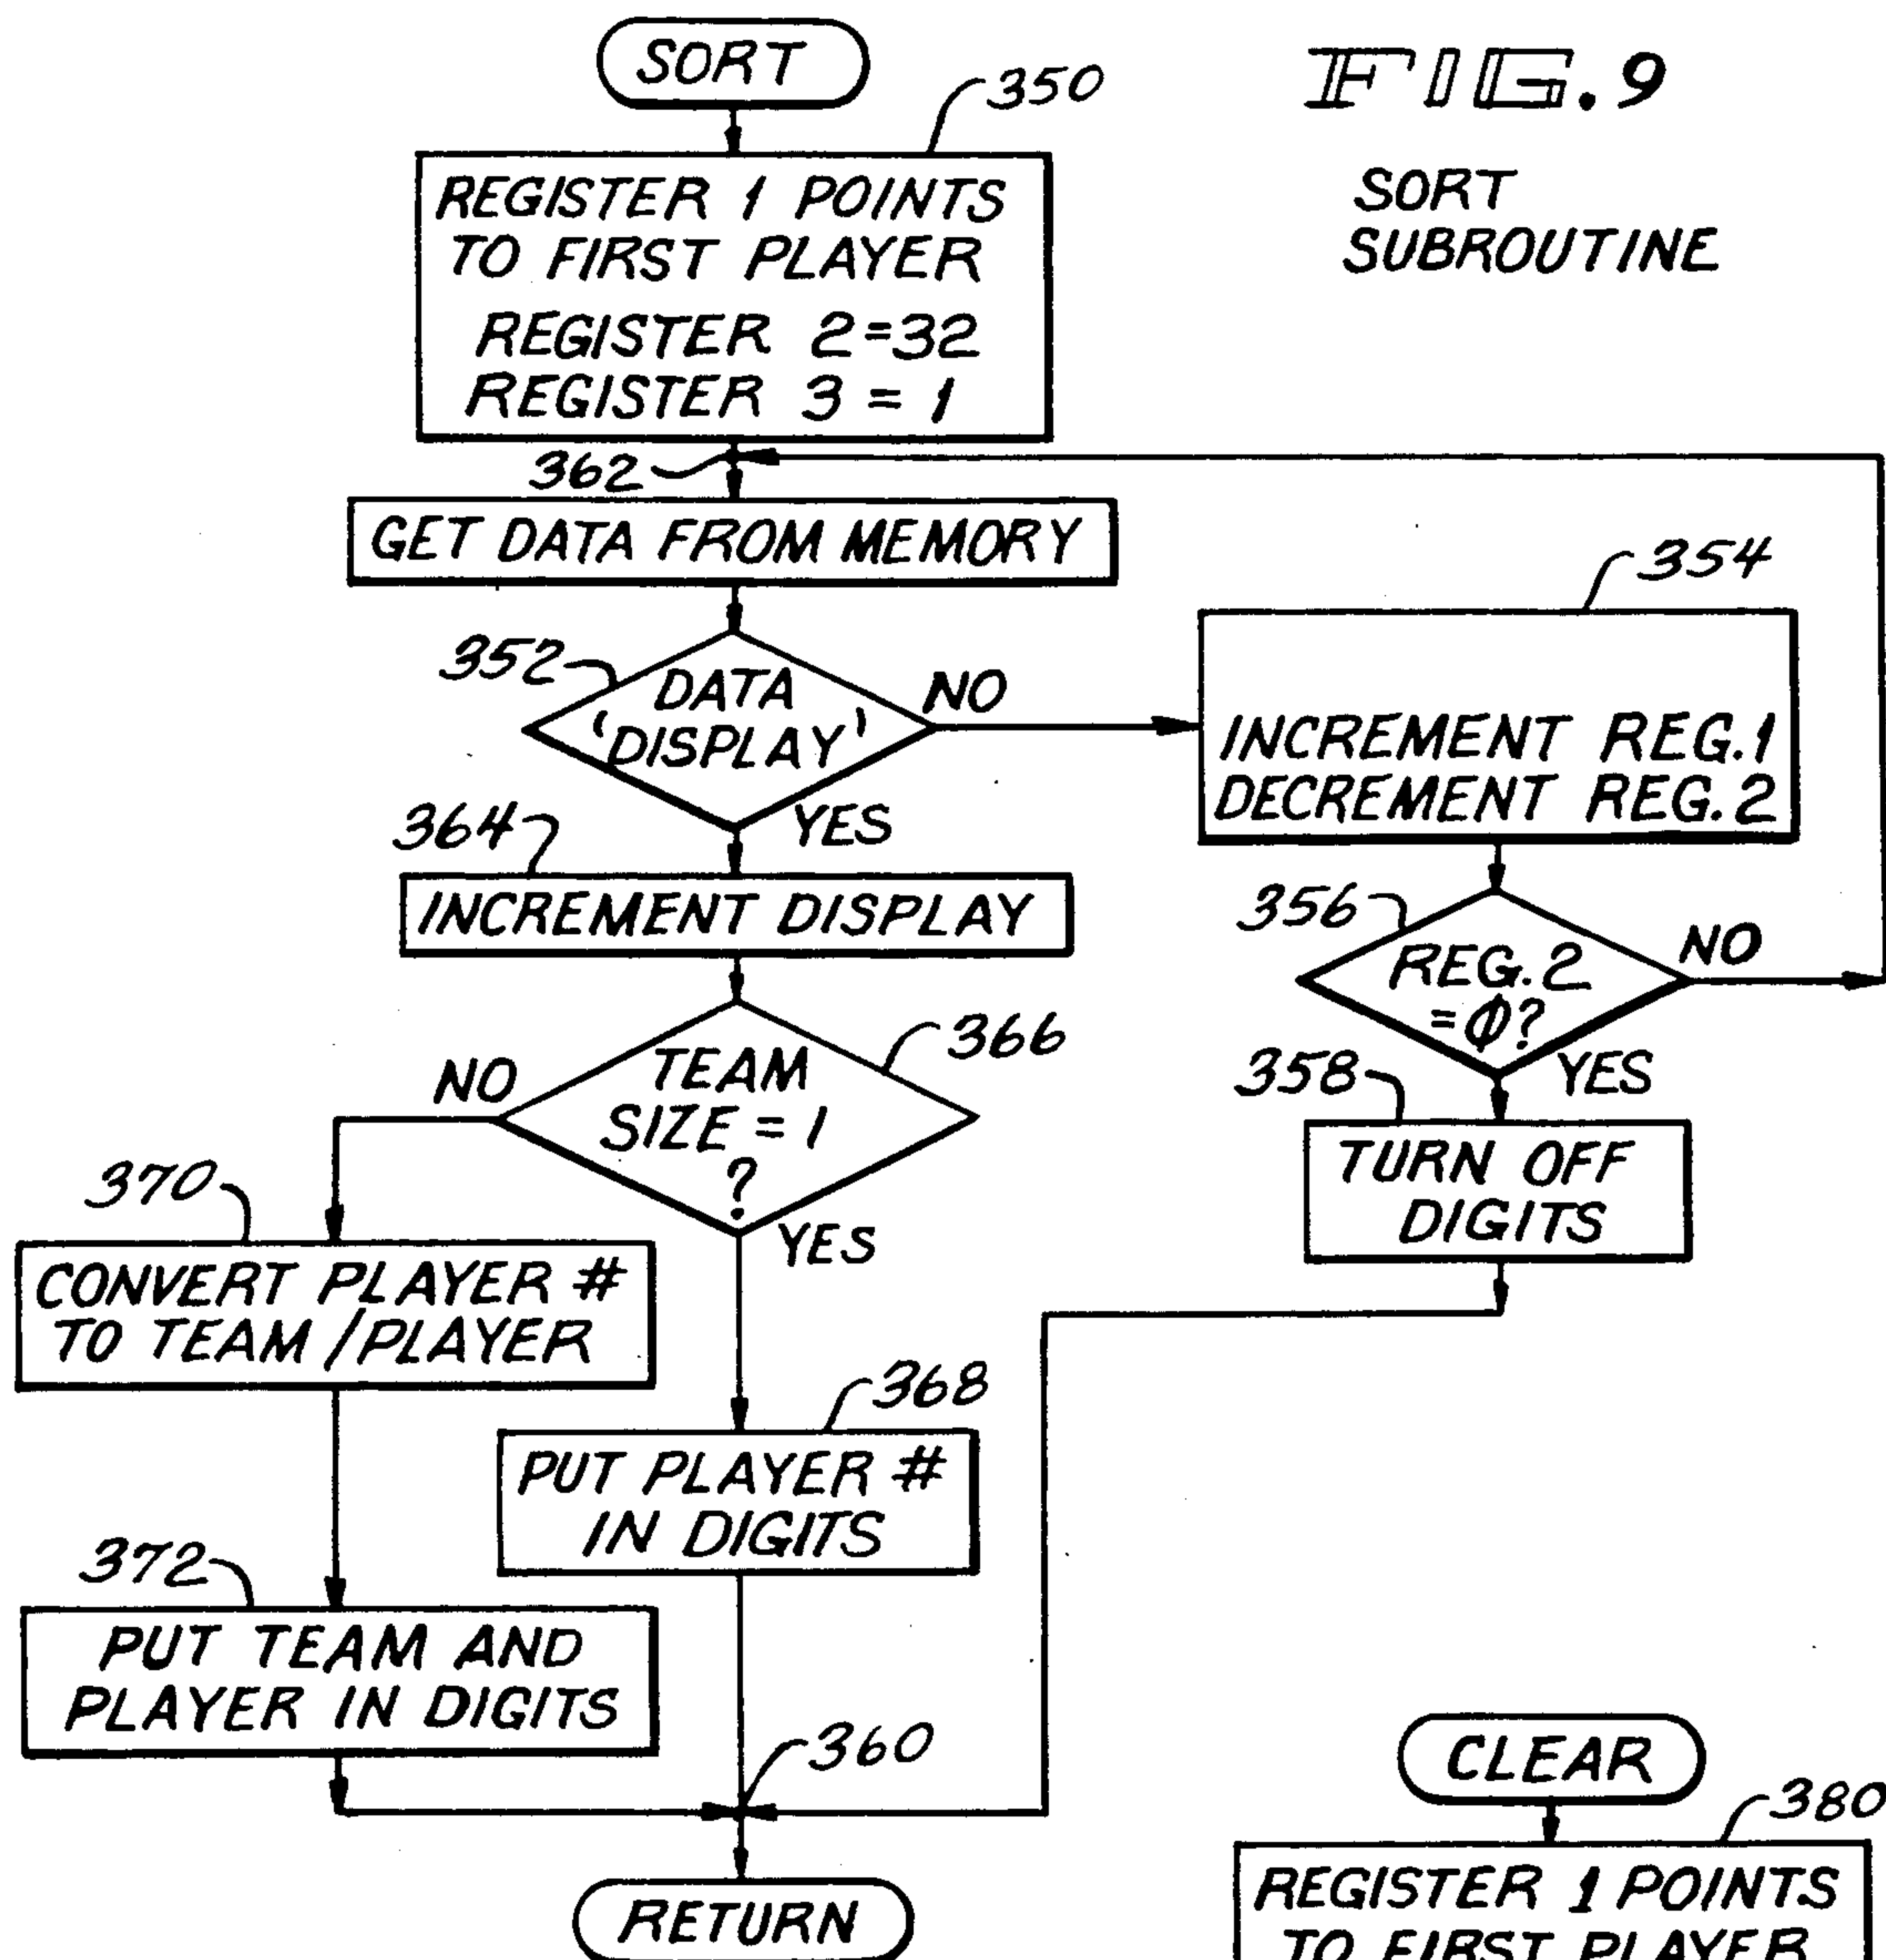 SORT
350
FIG. 9
SORT
SUBROUTINE
REGISTER 1 POINTS
TO FIRST PLAYER
REGISTER 2=32
REGISTER 3 = 1
362
GET DATA FROM MEMORY
352
DATA
'DISPLAY'
NO
YES
354
INCREMENT REG.1
DECREMENT REG.2
364
INCREMENT DISPLAY
356
REG.2
=Ø?
NO
YES
366
TEAM
SIZE = 1
?
NO
YES
358
TURN OFF
DIGITS
370
CONVERT PLAYER #
TO TEAM/PLAYER
368
PUT PLAYER #
IN DIGITS
372
PUT TEAM AND
PLAYER IN DIGITS
360
RETURN
CLEAR
380
REGISTER 1 POINTS
TO FIRST PLAYER